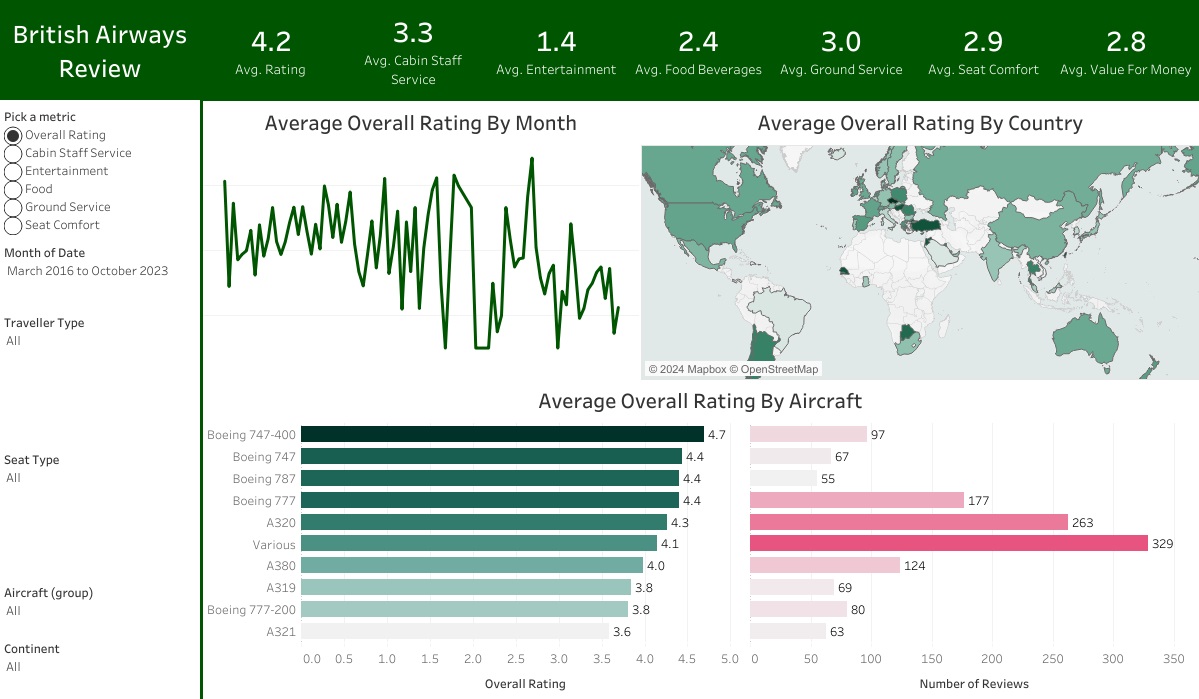 British Airways
Review
4.2
Avg. Rating
3.3
Avg. Cabin Staff
Service
1.4
Avg. Entertainment
2.4
Avg. Food Beverages
3.0
Avg. Ground Service
2.9
Avg. Seat Comfort
2.8
Avg. Value For Money
Pick a metric
Overall Rating
Cabin Staff Service
Entertainment
Food
Ground Service
Seat Comfort
Month of Date
March 2016 to October 2023
Traveller Type
All
Seat Type
All
Aircraft (group)
All
Continent
All
Average Overall Rating By Month
Average Overall Rating By Country
© 2024 Mapbox © OpenStreetMap
Average Overall Rating By Aircraft
Boeing 747-400 4.7 97
Boeing 747 4.4 67
Boeing 787 4.4 55
Boeing 777 4.4 177
A320 4.3 263
Various 4.1 329
A380 4.0 124
A319 3.8 69
Boeing 777-200 3.8 80
A321 3.6 63
0.0 0.5 1.0 1.5 2.0 2.5 3.0 3.5 4.0 4.5 5.0
Overall Rating
0 50 100 150 200 250 300 350
Number of Reviews